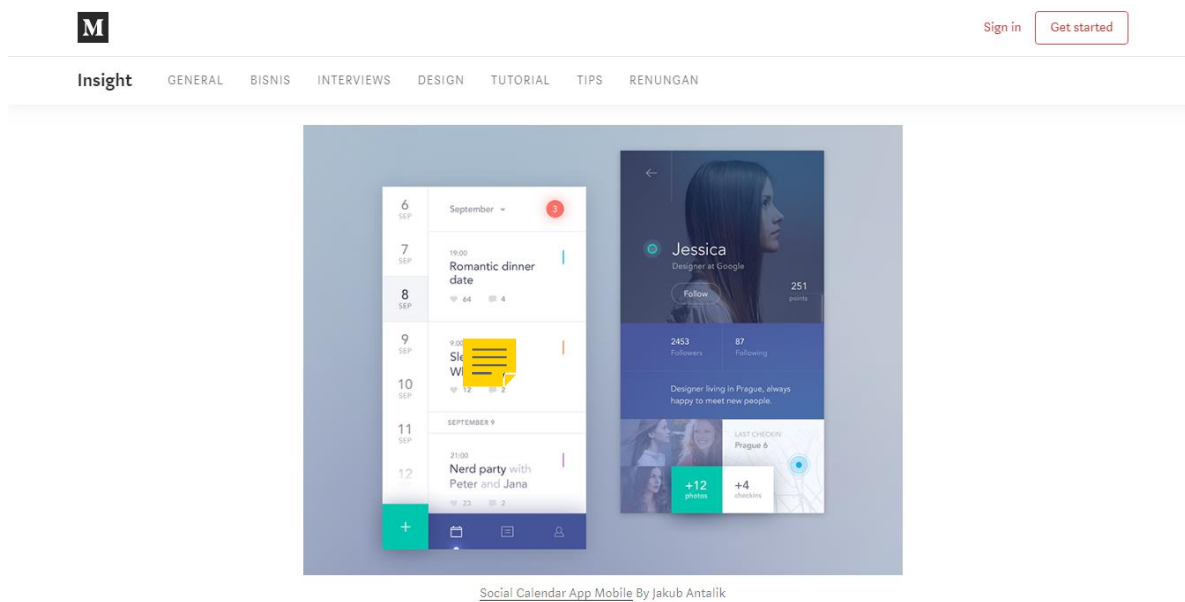 M
Sign in
Get started
Insight
GENERAL
BISNIS
INTERVIEWS
DESIGN
TUTORIAL
TIPS
RENUNGAN
6
SEP
7
SEP
8
SEP
9
SEP
10
SEP
11
SEP
12
+
September
3
19:00
Romantic dinner
date
64
4
12
2
SEPTEMBER 9
21:00
Nerd party with
Peter and Jana
23
2
Jessica
Designer at Google
Follow
251
points
2453
Followers
87
Following
Designer living in Prague, always
happy to meet new people.
LAST CHECKIN
Prague 6
+12
photos
+4
checkins
Social Calendar App Mobile By Jakub Antalik